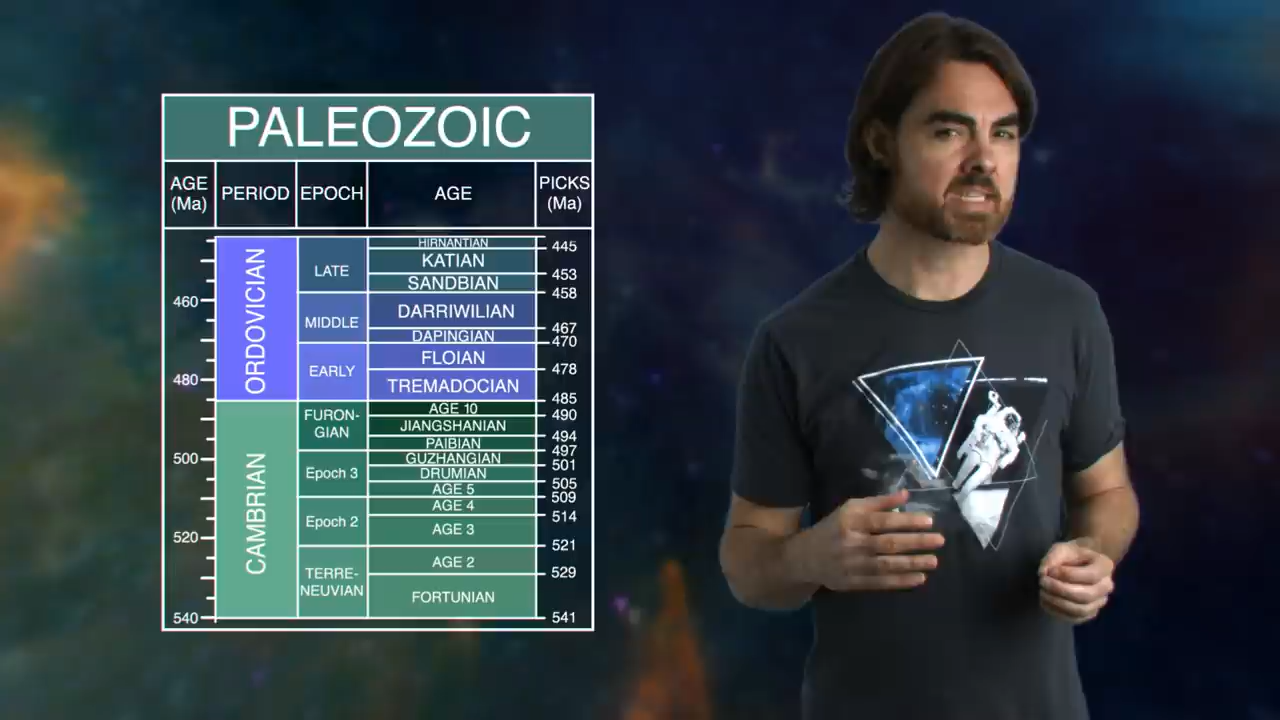 PALEOZOIC
AGE
(Ma)
PERIOD
EPOCH
AGE
PICKS
(Ma)
460
480
500
520
540
ORDOVICIAN
CAMBRIAN
LATE
MIDDLE
EARLY
FURON-
GIAN
Epoch 3
Epoch 2
TERRE-
NEUVIAN
HIRNANTIAN
KATIAN
SANDBIAN
DARRIWILIAN
DAPINGIAN
FLOIAN
TREMADOCIAN
AGE 10
JIANGSHANIAN
PAIBIAN
GUZHANGIAN
DRUMIAN
AGE 5
AGE 4
AGE 3
AGE 2
FORTUNIAN
445
453
458
467
470
478
485
490
494
497
501
505
509
514
521
529
541